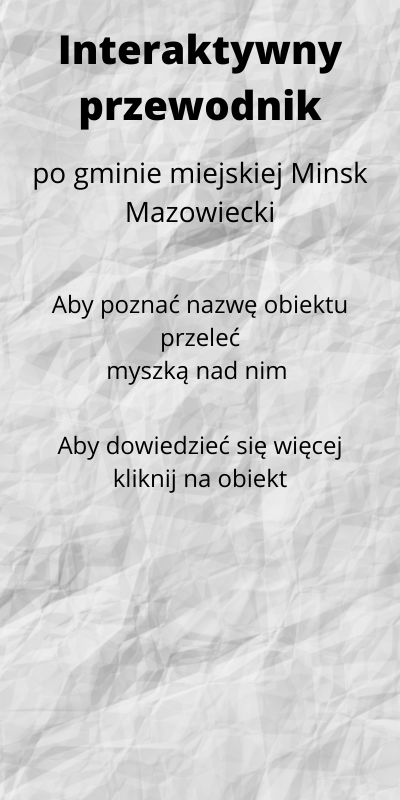 Interaktywny
przewodnik
po gminie miejskiej Minsk
Mazowiecki
Aby poznać nazwę obiektu
przeleć
myszką nad nim
Aby dowiedzieć się więcej
kliknij na obiekt